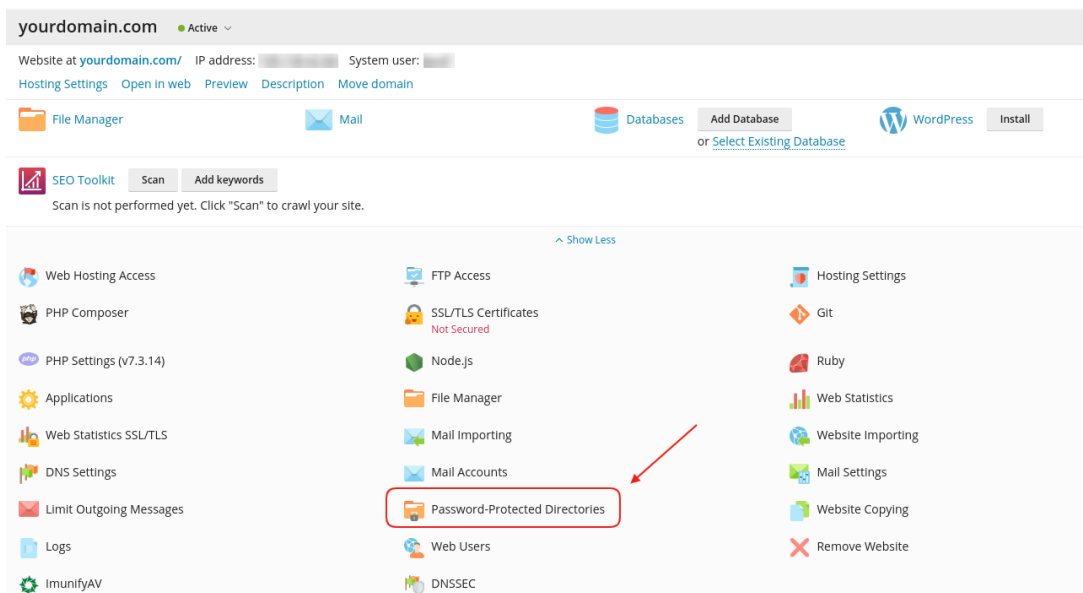 yourdomain.com Active
Website at yourdomain.com/ IP address: System user:
Hosting Settings Open in web Preview Description Move domain
File Manager Mail Databases Add Database WordPress Install
or Select Existing Database
SEO Toolkit Scan Add keywords
Scan is not performed yet. Click "Scan" to crawl your site.
Show Less
Web Hosting Access FTP Access Hosting Settings
PHP Composer SSL/TLS Certificates Git
Not Secured
php PHP Settings (v7.3.14) Node.js Ruby
Applications File Manager Web Statistics
Web Statistics SSL/TLS Mail Importing Website Importing
DNS Settings Mail Accounts Mail Settings
Limit Outgoing Messages Password-Protected Directories Website Copying
Logs Web Users Remove Website
ImunifyAV DNSSEC